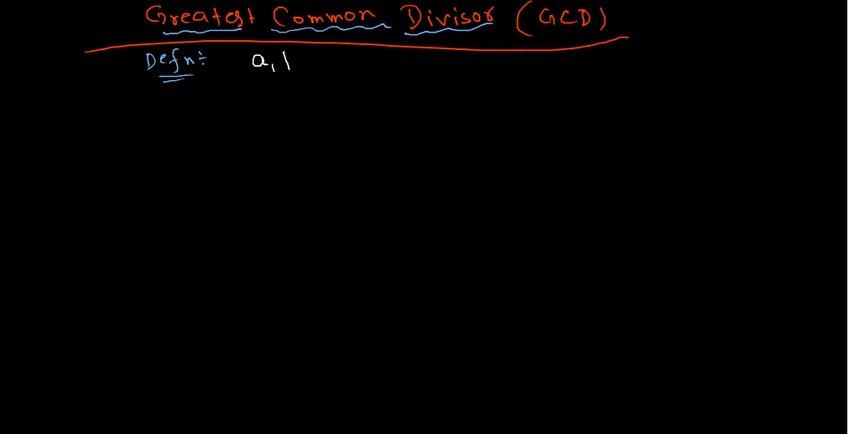 Greatest Common Divisor (GCD)
Defn: a,